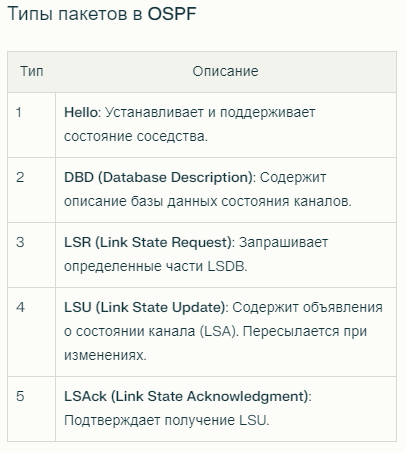 Типы пакетов в OSPF
Тип Описание
1 Hello: Устанавливает и поддерживает
состояние соседства.
2 DBD (Database Description): Содержит
описание базы данных состояния каналов.
3 LSR (Link State Request): Запрашивает
определенные части LSDB.
4 LSU (Link State Update): Содержит объявления
о состоянии канала (LSA). Пересылается при
изменениях.
5 LSAck (Link State Acknowledgment):
Подтверждает получение LSU.